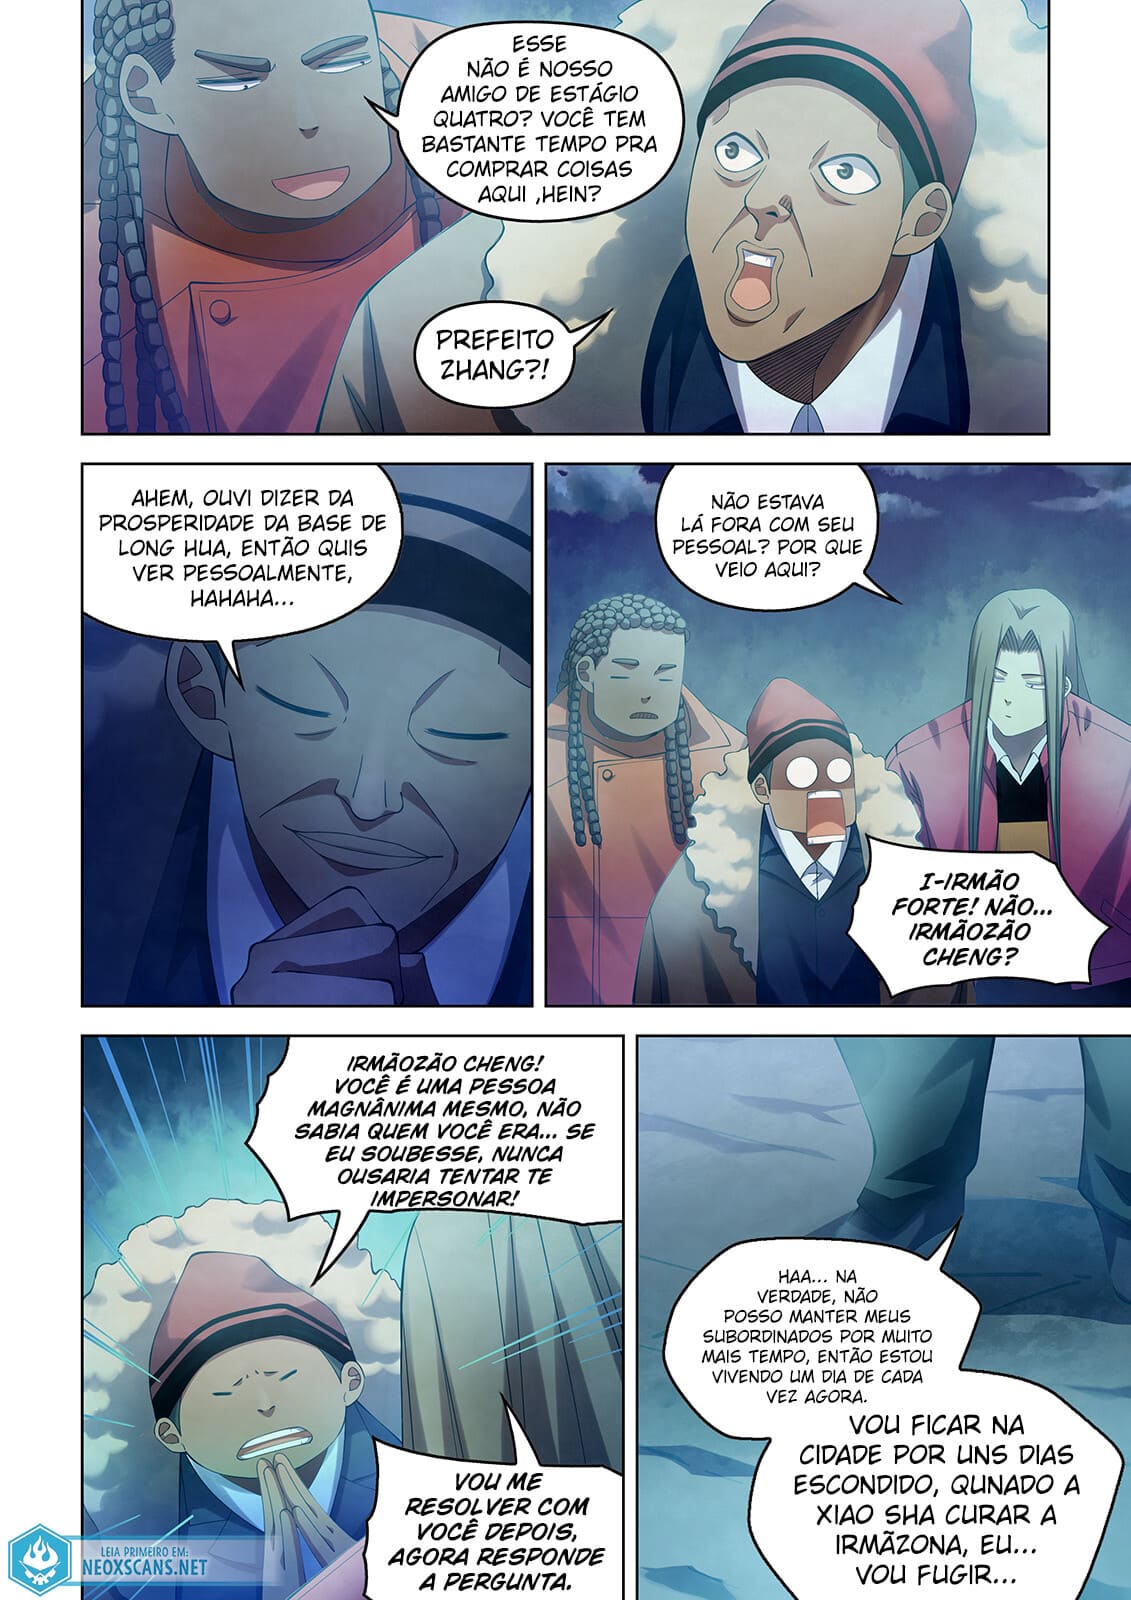 ESSE
NÃO É NOSSO
AMIGO DE ESTÁGIO
QUATRO? VOCÊ TEM
BASTANTE TEMPO PRA
COMPRAR COISAS
AQUI ,HEIN?
PREFEITO
ZHANG?!
AHEM, OUVI DIZER DA
PROSPERIDADE DA BASE DE
LONG HUA, ENTÃO QUIS
VER PESSOALMENTE,
HAHAHA...
NÃO ESTAVA
LÁ FORA COM SEU
PESSOAL? POR QUE
VEIO AQUI?
I-IRMÃO
FORTE! NÃO...
IRMÃOZÃO
CHENG?
IRMÃOZÃO CHENG!
VOCÊ É UMA PESSOA
MAGNÂNIMA MESMO, NÃO
SABIA QUEM VOCÊ ERA... SE
EU SOUBESSE, NUNCA
OUSARIA TENTAR TE
IMPERSONAR!
VOU ME
RESOLVER COM
VOCÊ DEPOIS,
AGORA RESPONDE
A PERGUNTA.
HAA... NA
VERDADE, NÃO
POSSO MANTER MEUS
SUBORDINADOS POR MUITO
MAIS TEMPO, ENTÃO ESTOU
VIVENDO UM DIA DE CADA
VEZ AGORA.
VOU FICAR NA
CIDADE POR UNS DIAS
ESCONDIDO, QUNADO A
XIAO SHA CURAR A
IRMÃZONA, EU...
VOU FUGIR...
LEIA PRIMEIRO EM:
NEOXSCANS.NET